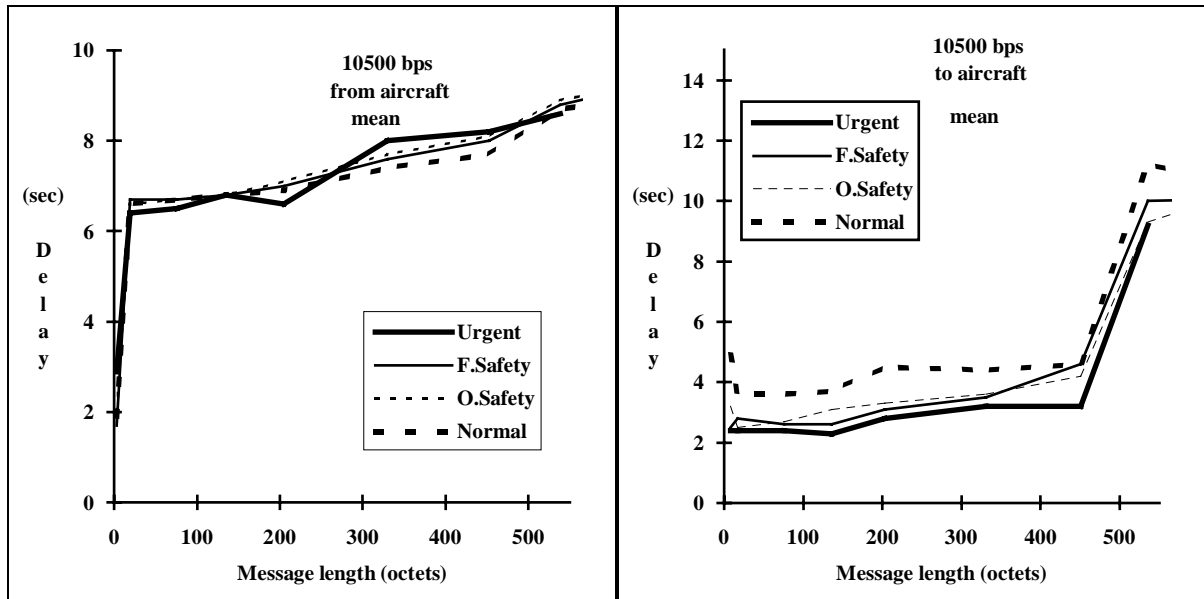 10500 bps
from aircraft
mean
10
8
(sec)
6
4
2
0
D
e
l
a
y
Urgent
F.Safety
O.Safety
Normal
0 100 200 300 400 500
Message length (octets)
10500 bps
to aircraft
mean
14
12
10
(sec)
8
6
4
2
0
D
e
l
a
y
Urgent
F.Safety
O.Safety
Normal
0 100 200 300 400 500
Message length (octets)